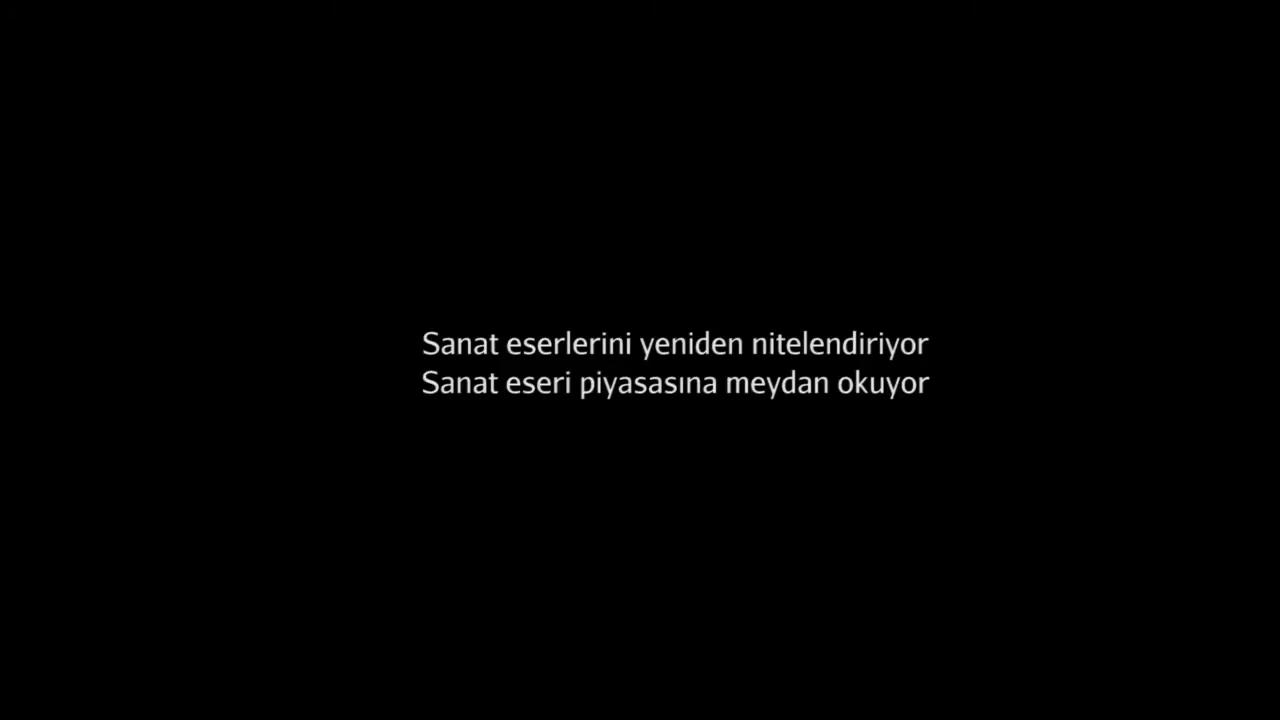 Sanat eserlerini yeniden nitelendiriyor
Sanat eseri piyasasına meydan okuyor